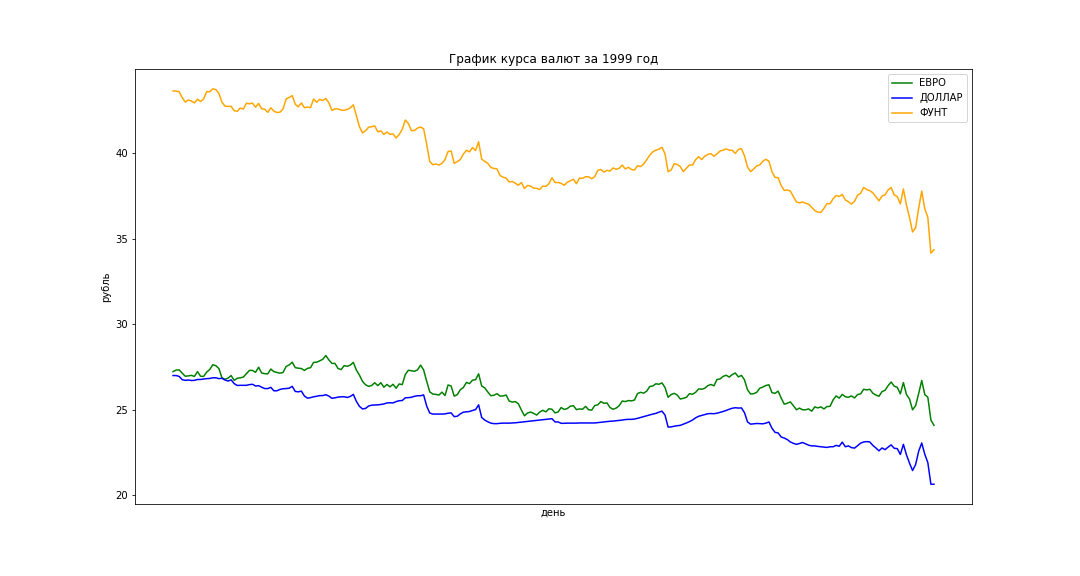 График курса валют за 1999 год
ЕВРО
ДОЛЛАР
ФУНТ
40
35
30
25
20
рубль
день